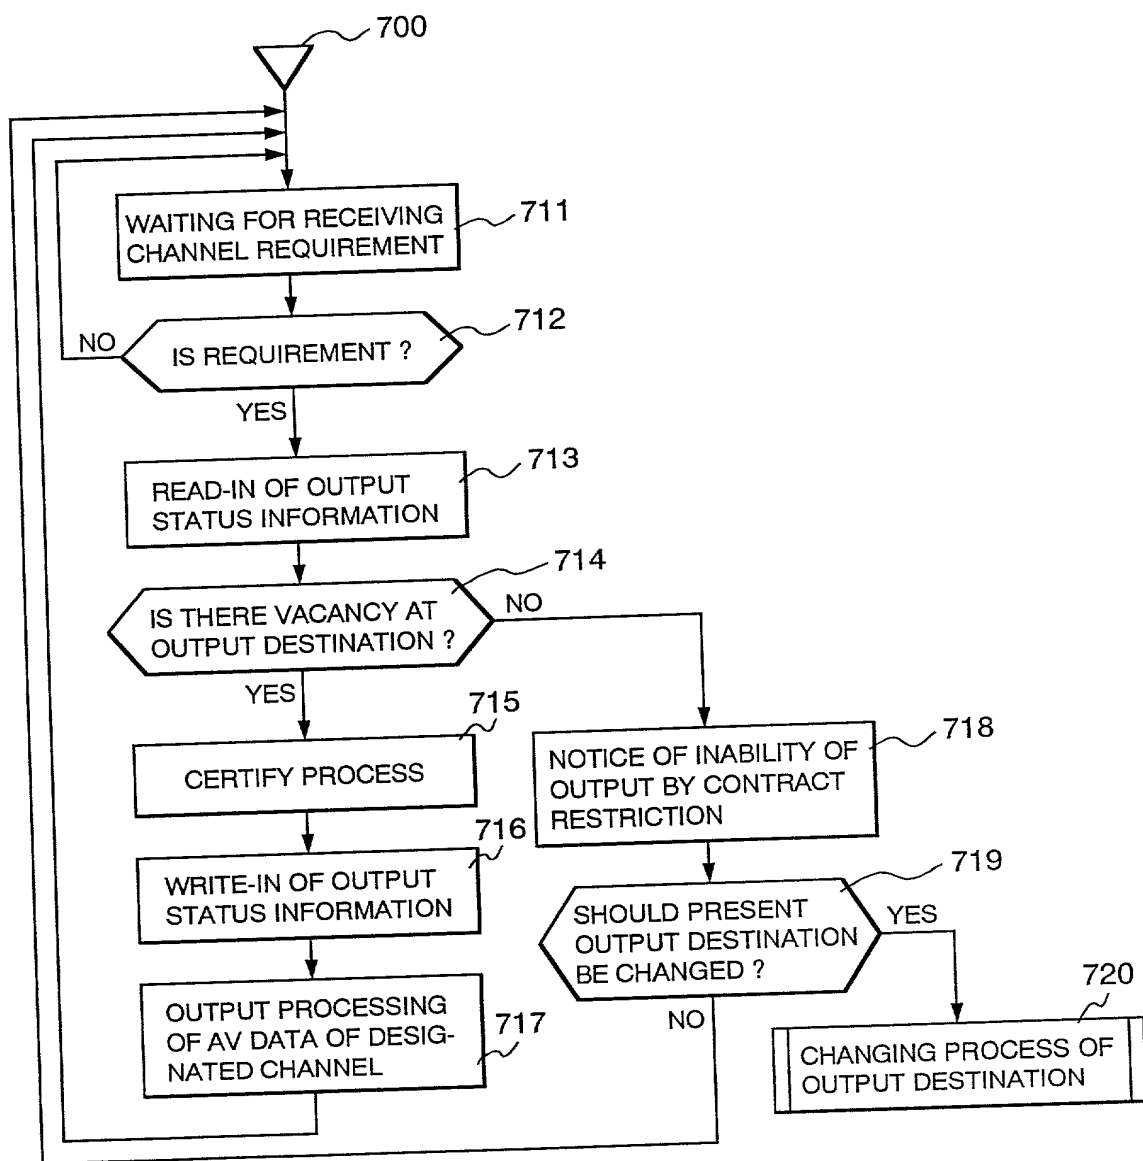 700
WAITING FOR RECEIVING
CHANNEL REQUIREMENT
711
IS REQUIREMENT ?
712
NO
YES
READ-IN OF OUTPUT
STATUS INFORMATION
713
IS THERE VACANCY AT
OUTPUT DESTINATION ?
714
NO
YES
CERTIFY PROCESS
715
WRITE-IN OF OUTPUT
STATUS INFORMATION
716
OUTPUT PROCESSING
OF AV DATA OF DESIG-
NATED CHANNEL
717
NOTICE OF INABILITY OF
OUTPUT BY CONTRACT
RESTRICTION
718
SHOULD PRESENT
OUTPUT DESTINATION
BE CHANGED ?
719
YES
NO
CHANGING PROCESS OF
OUTPUT DESTINATION
720